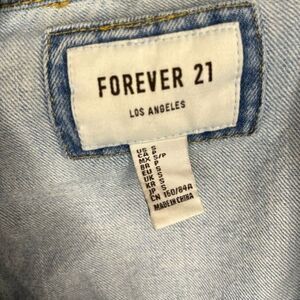 FOREVER 21
LOS ANGELES
US S
CA P
MX S/P
BR P
EU S
UK S
KR S
JP S
CN 160/84A
MADE IN CHINA